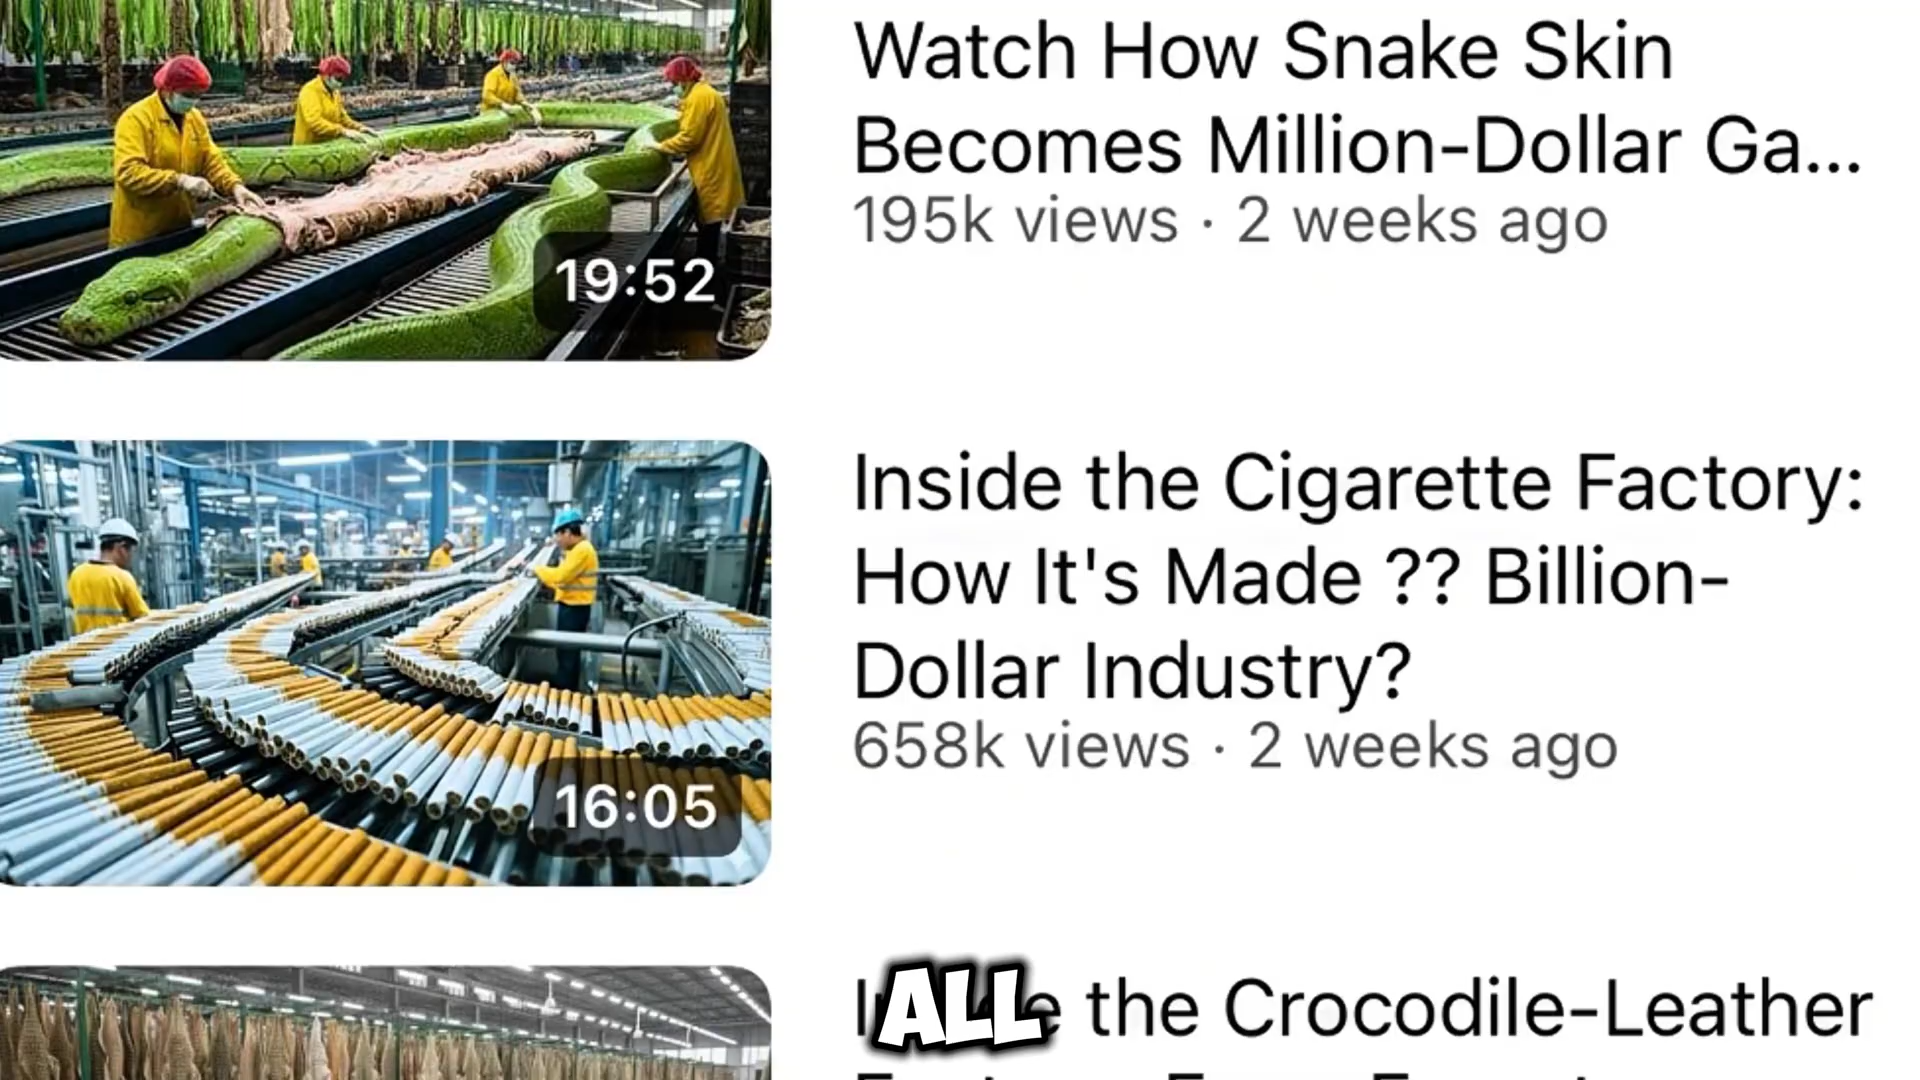 Watch How Snake Skin
Becomes Million-Dollar Ga...
195k views · 2 weeks ago
19:52
Inside the Cigarette Factory:
How It's Made ?? Billion-
Dollar Industry?
658k views · 2 weeks ago
16:05
the Crocodile-Leather
ALL